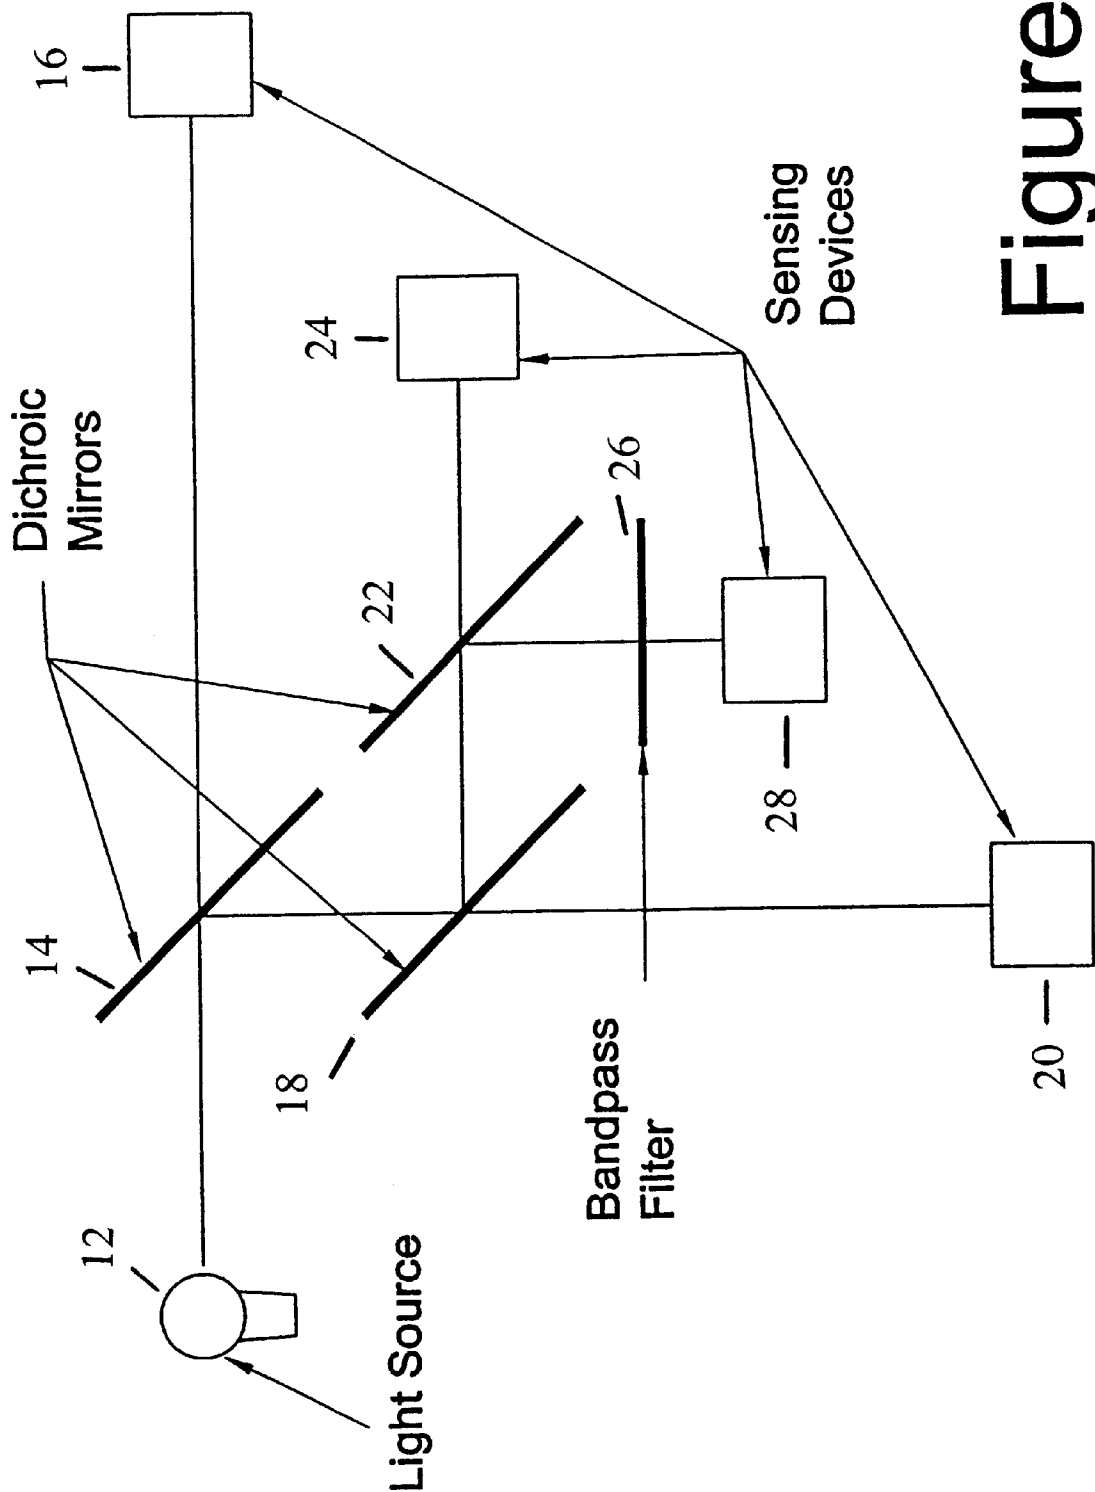 Dichroic
Mirrors
16
14
24
22
18
12
26
Sensing
Devices
Bandpass
Filter
Light Source
28
20
Figure